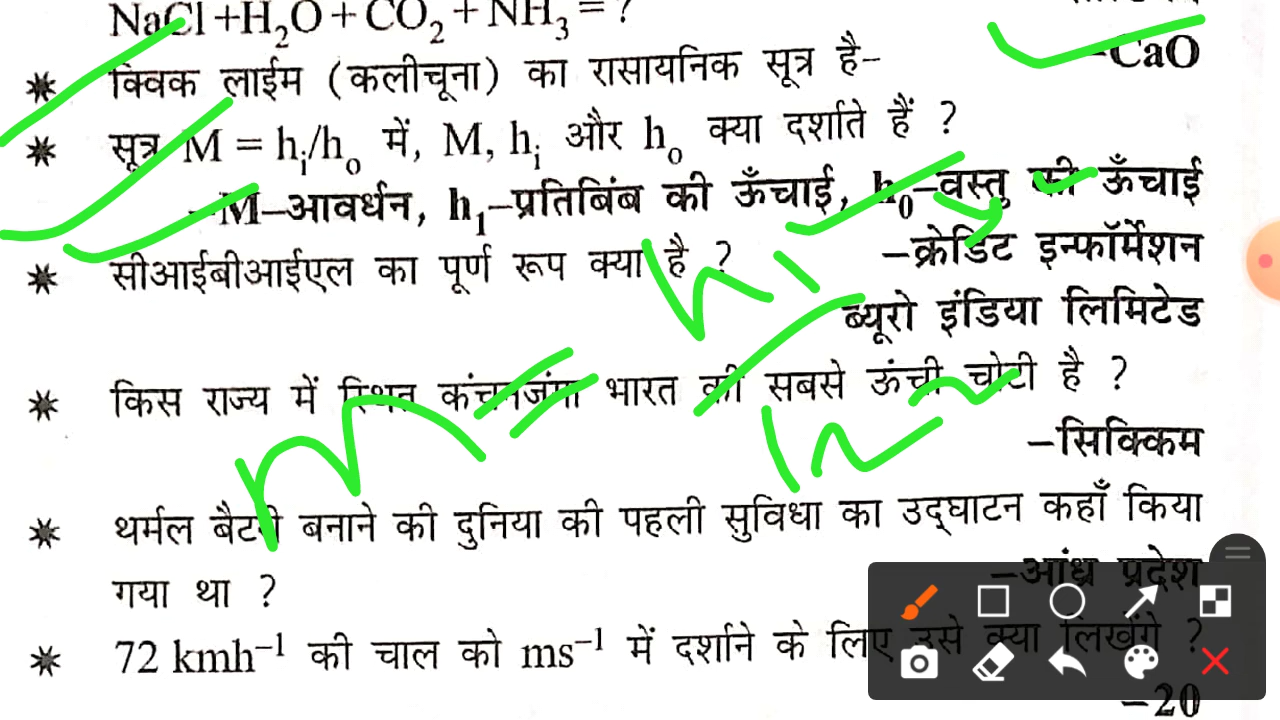 NaCl+H₂O+CO₂+NH₃= ?
–CaO
✷ क्विक लाईम (कलीचूना) का रासायनिक सूत्र है–
✷ सूत्र M = hᵢ/hₒ में, M, hᵢ और hₒ क्या दर्शाते हैं ?
–M–आवर्धन, h₁–प्रतिबिंब की ऊँचाई, h₀–वस्तु की ऊँचाई
✷ सीआईबीआईएल का पूर्ण रूप क्या है ?
–क्रेडिट इन्फॉर्मेशन
ब्यूरो इंडिया लिमिटेड
✷ किस राज्य में स्थित कंचनजंगा भारत की सबसे ऊंची चोटी है ?
–सिक्किम
✷ थर्मल बैटरी बनाने की दुनिया की पहली सुविधा का उद्घाटन कहाँ किया
गया था ?
–आंध्र प्रदेश
✷ 72 kmh⁻¹ की चाल को ms⁻¹ में दर्शाने के लिए उसे क्या लिखेंगे ?
–20